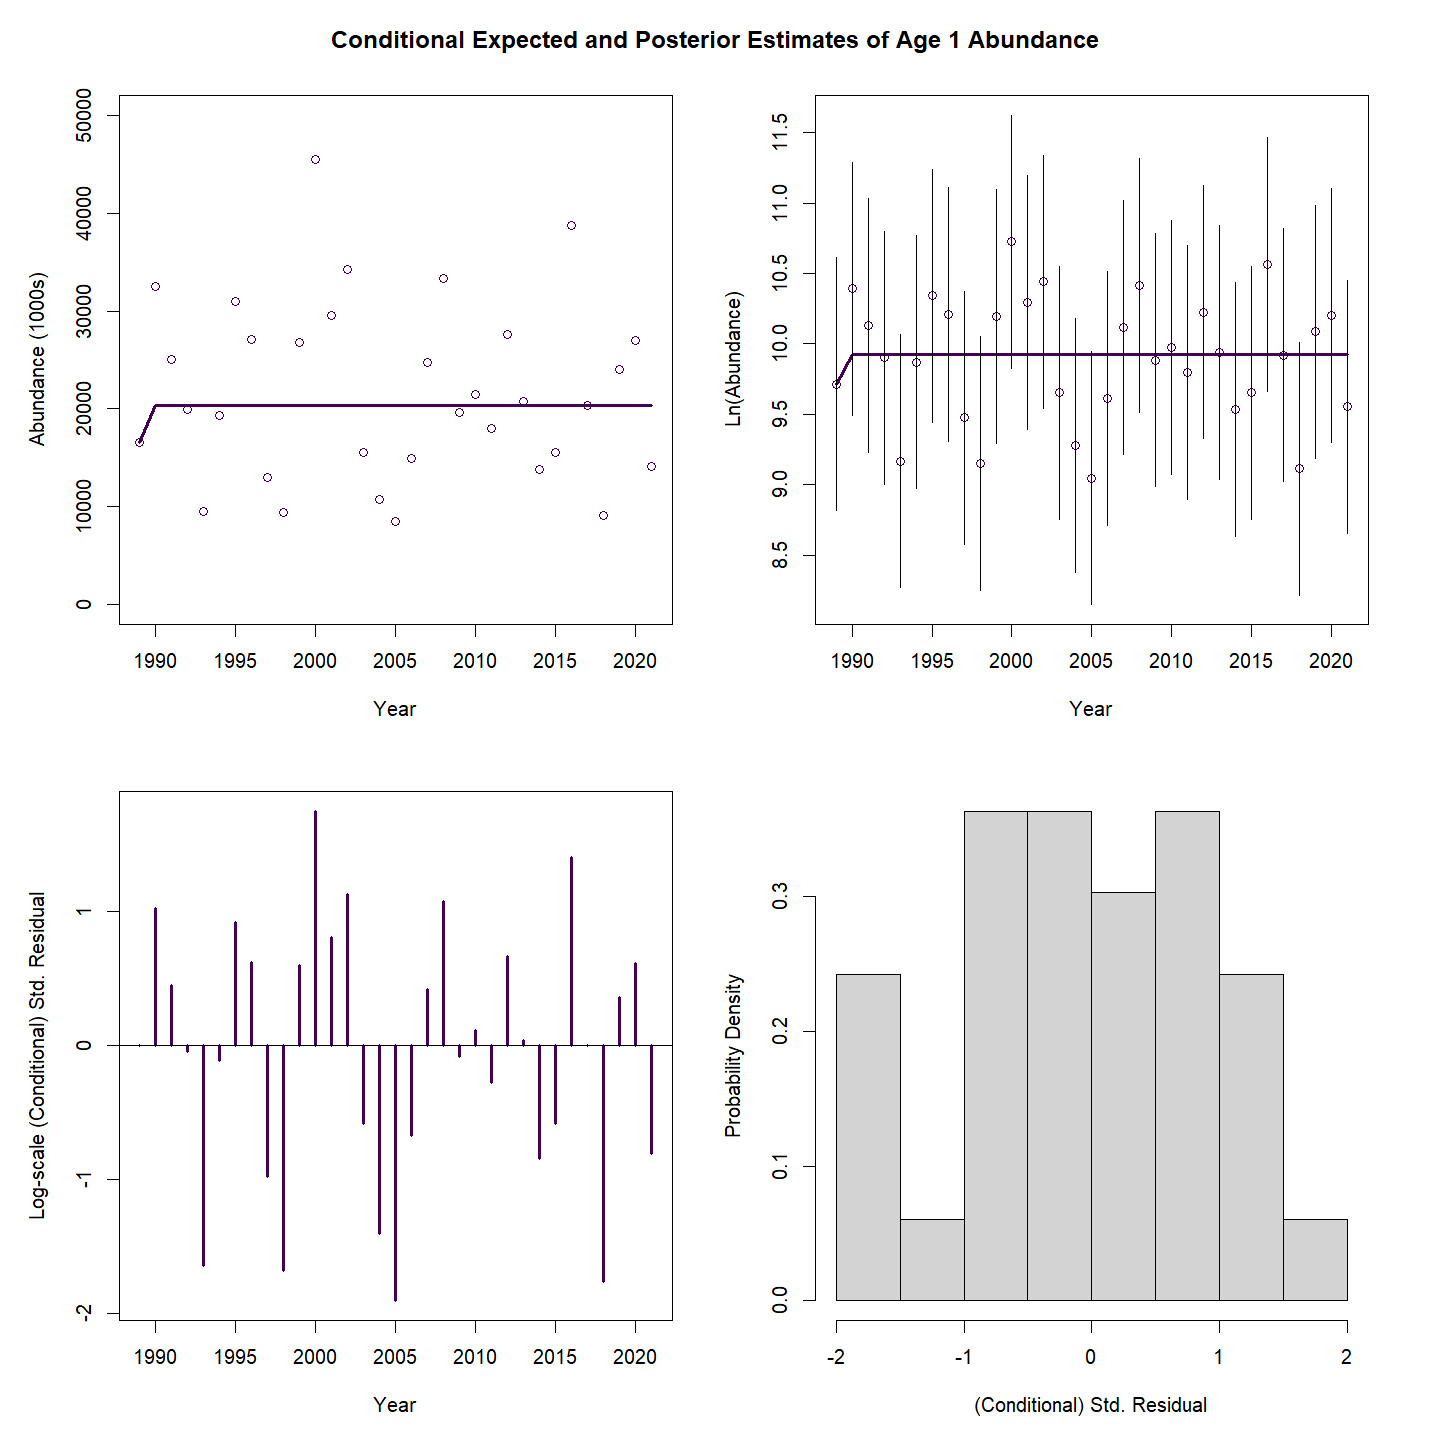 Conditional Expected and Posterior Estimates of Age 1 Abundance
Abundance (1000s)
50000
40000
30000
20000
10000
0
1990 1995 2000 2005 2010 2015 2020
Year
Ln(Abundance)
11.5
11.0
10.5
10.0
9.5
9.0
8.5
1990 1995 2000 2005 2010 2015 2020
Year
Log-scale (Conditional) Std. Residual
1
0
-1
-2
1990 1995 2000 2005 2010 2015 2020
Year
Probability Density
0.3
0.2
0.1
0.0
-2 -1 0 1 2
(Conditional) Std. Residual